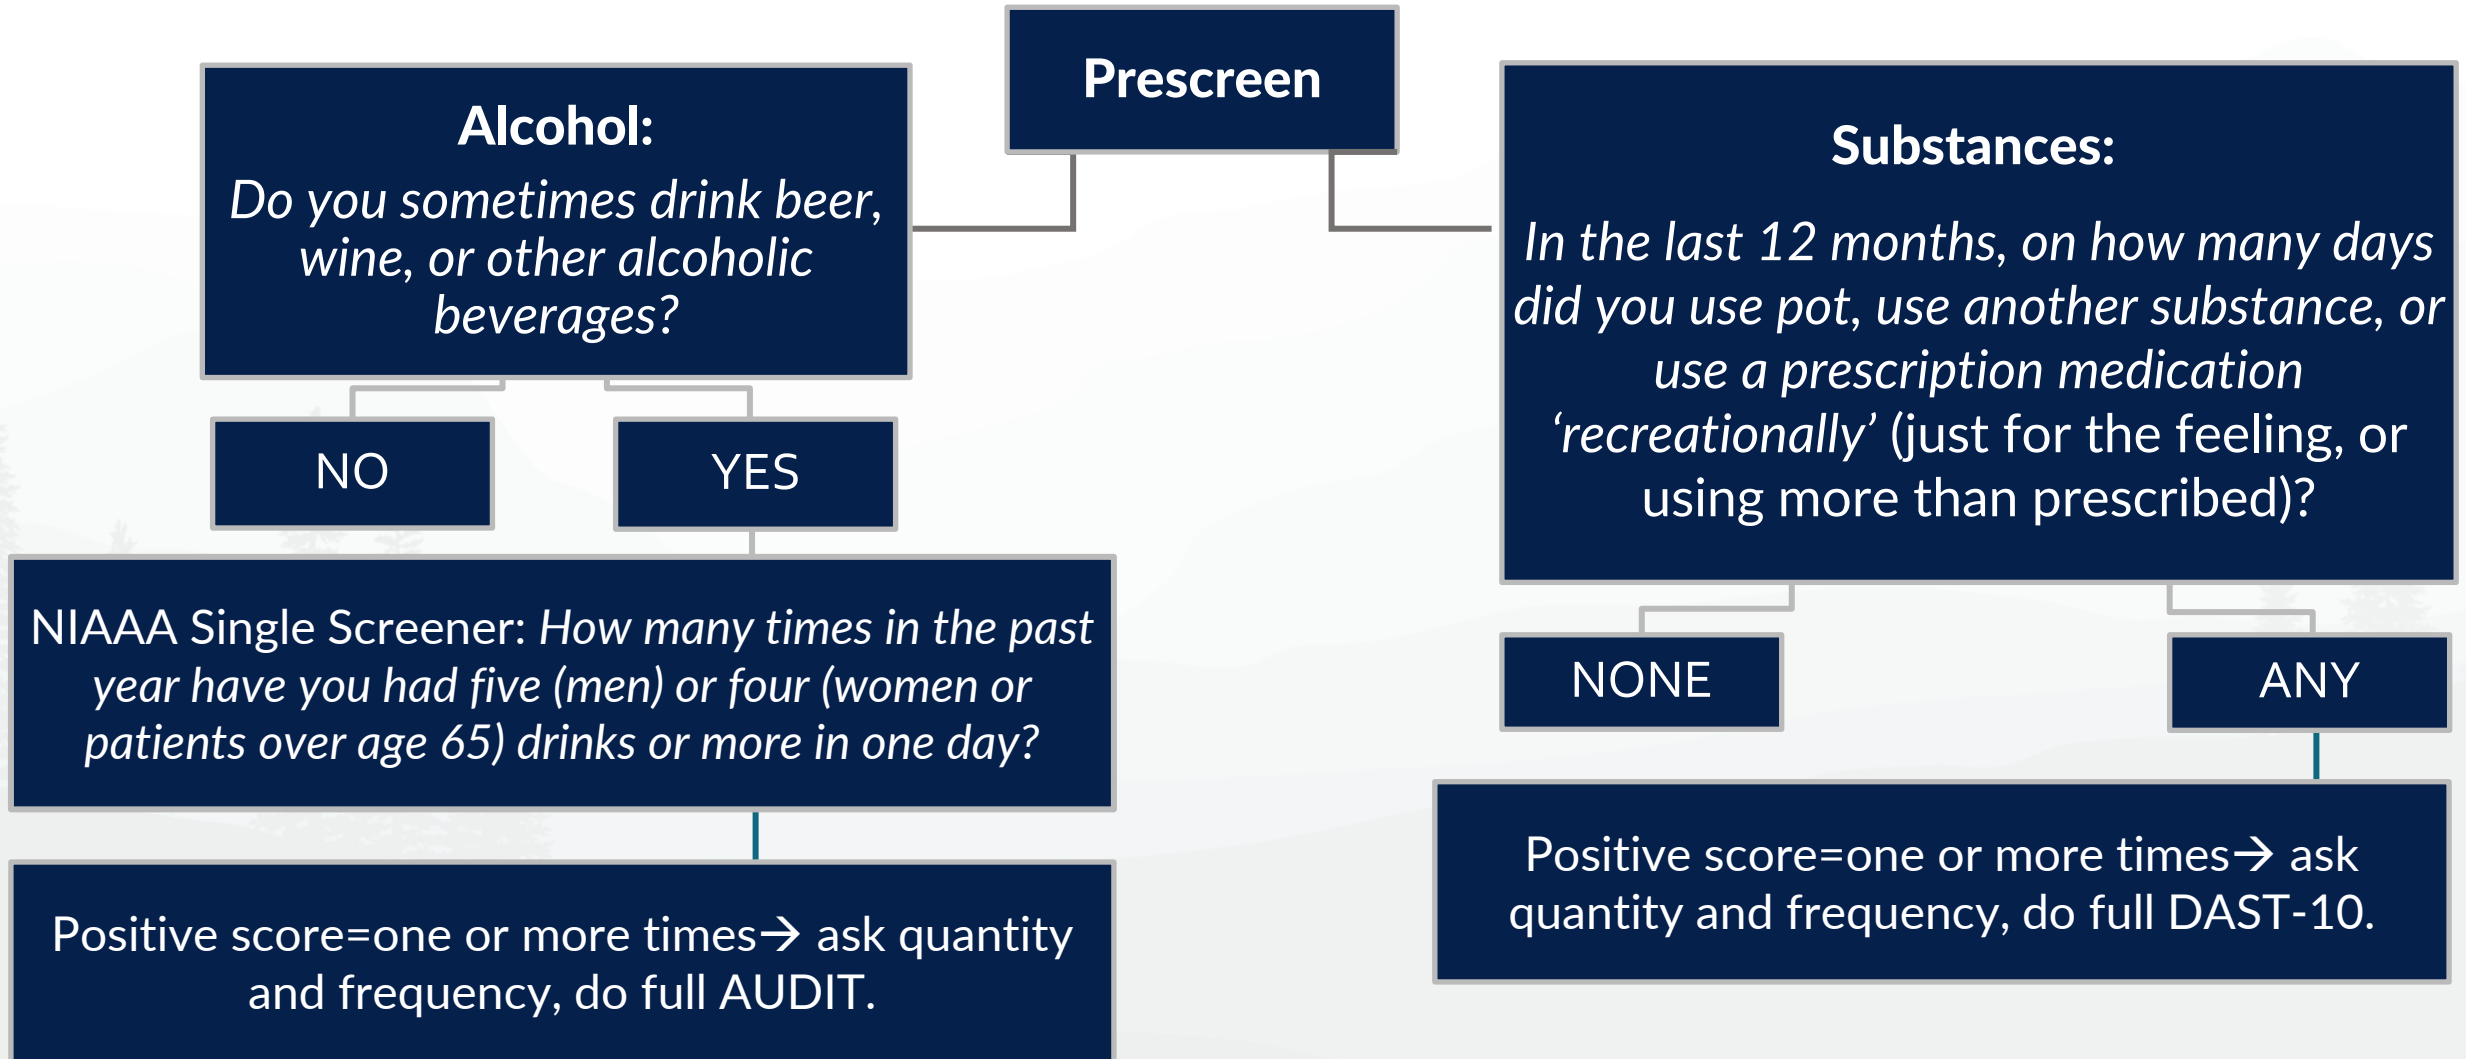 Prescreen
Alcohol:
Do you sometimes drink beer,
wine, or other alcoholic
beverages?
NO
YES
NIAAA Single Screener: How many times in the past
year have you had five (men) or four (women or
patients over age 65) drinks or more in one day?
Positive score=one or more times→ ask quantity
and frequency, do full AUDIT.
Substances:
In the last 12 months, on how many days
did you use pot, use another substance, or
use a prescription medication
‘recreationally’ (just for the feeling, or
using more than prescribed)?
NONE
ANY
Positive score=one or more times→ ask
quantity and frequency, do full DAST-10.